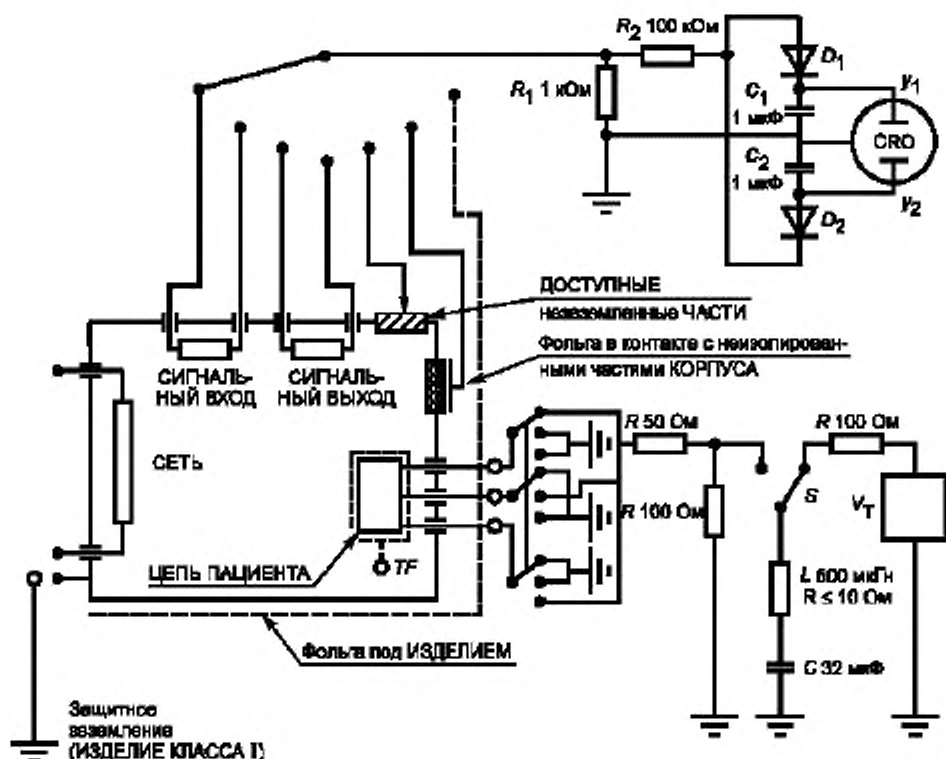 R2 100 кОм
D1
R1 1 кОм
C1
1 мкФ
y1
CRO
C2
1 мкФ
y2
D2
ДОСТУПНЫЕ
незаземленные ЧАСТИ
Фольга в контакте с неизолирован-
ными частями КОРПУСА
СИГНАЛЬ-
НЫЙ ВХОД
СИГНАЛЬ-
НЫЙ ВЫХОД
СЕТЬ
R 50 Ом
R 100 Ом
S
VT
R 100 Ом
ЦЕПЬ ПАЦИЕНТА
TF
L 500 мкГн
R ≤ 10 Ом
C 32 мкФ
Фольга под ИЗДЕЛИЕМ
Защитное
заземление
(ИЗДЕЛИЕ КЛАССА I)